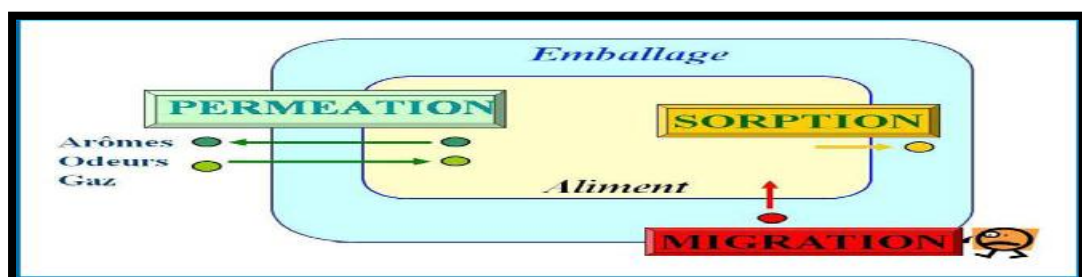 Emballage
PERMEATION
SORPTION
Arômes
Odeurs
Gaz
Aliment
MIGRATION